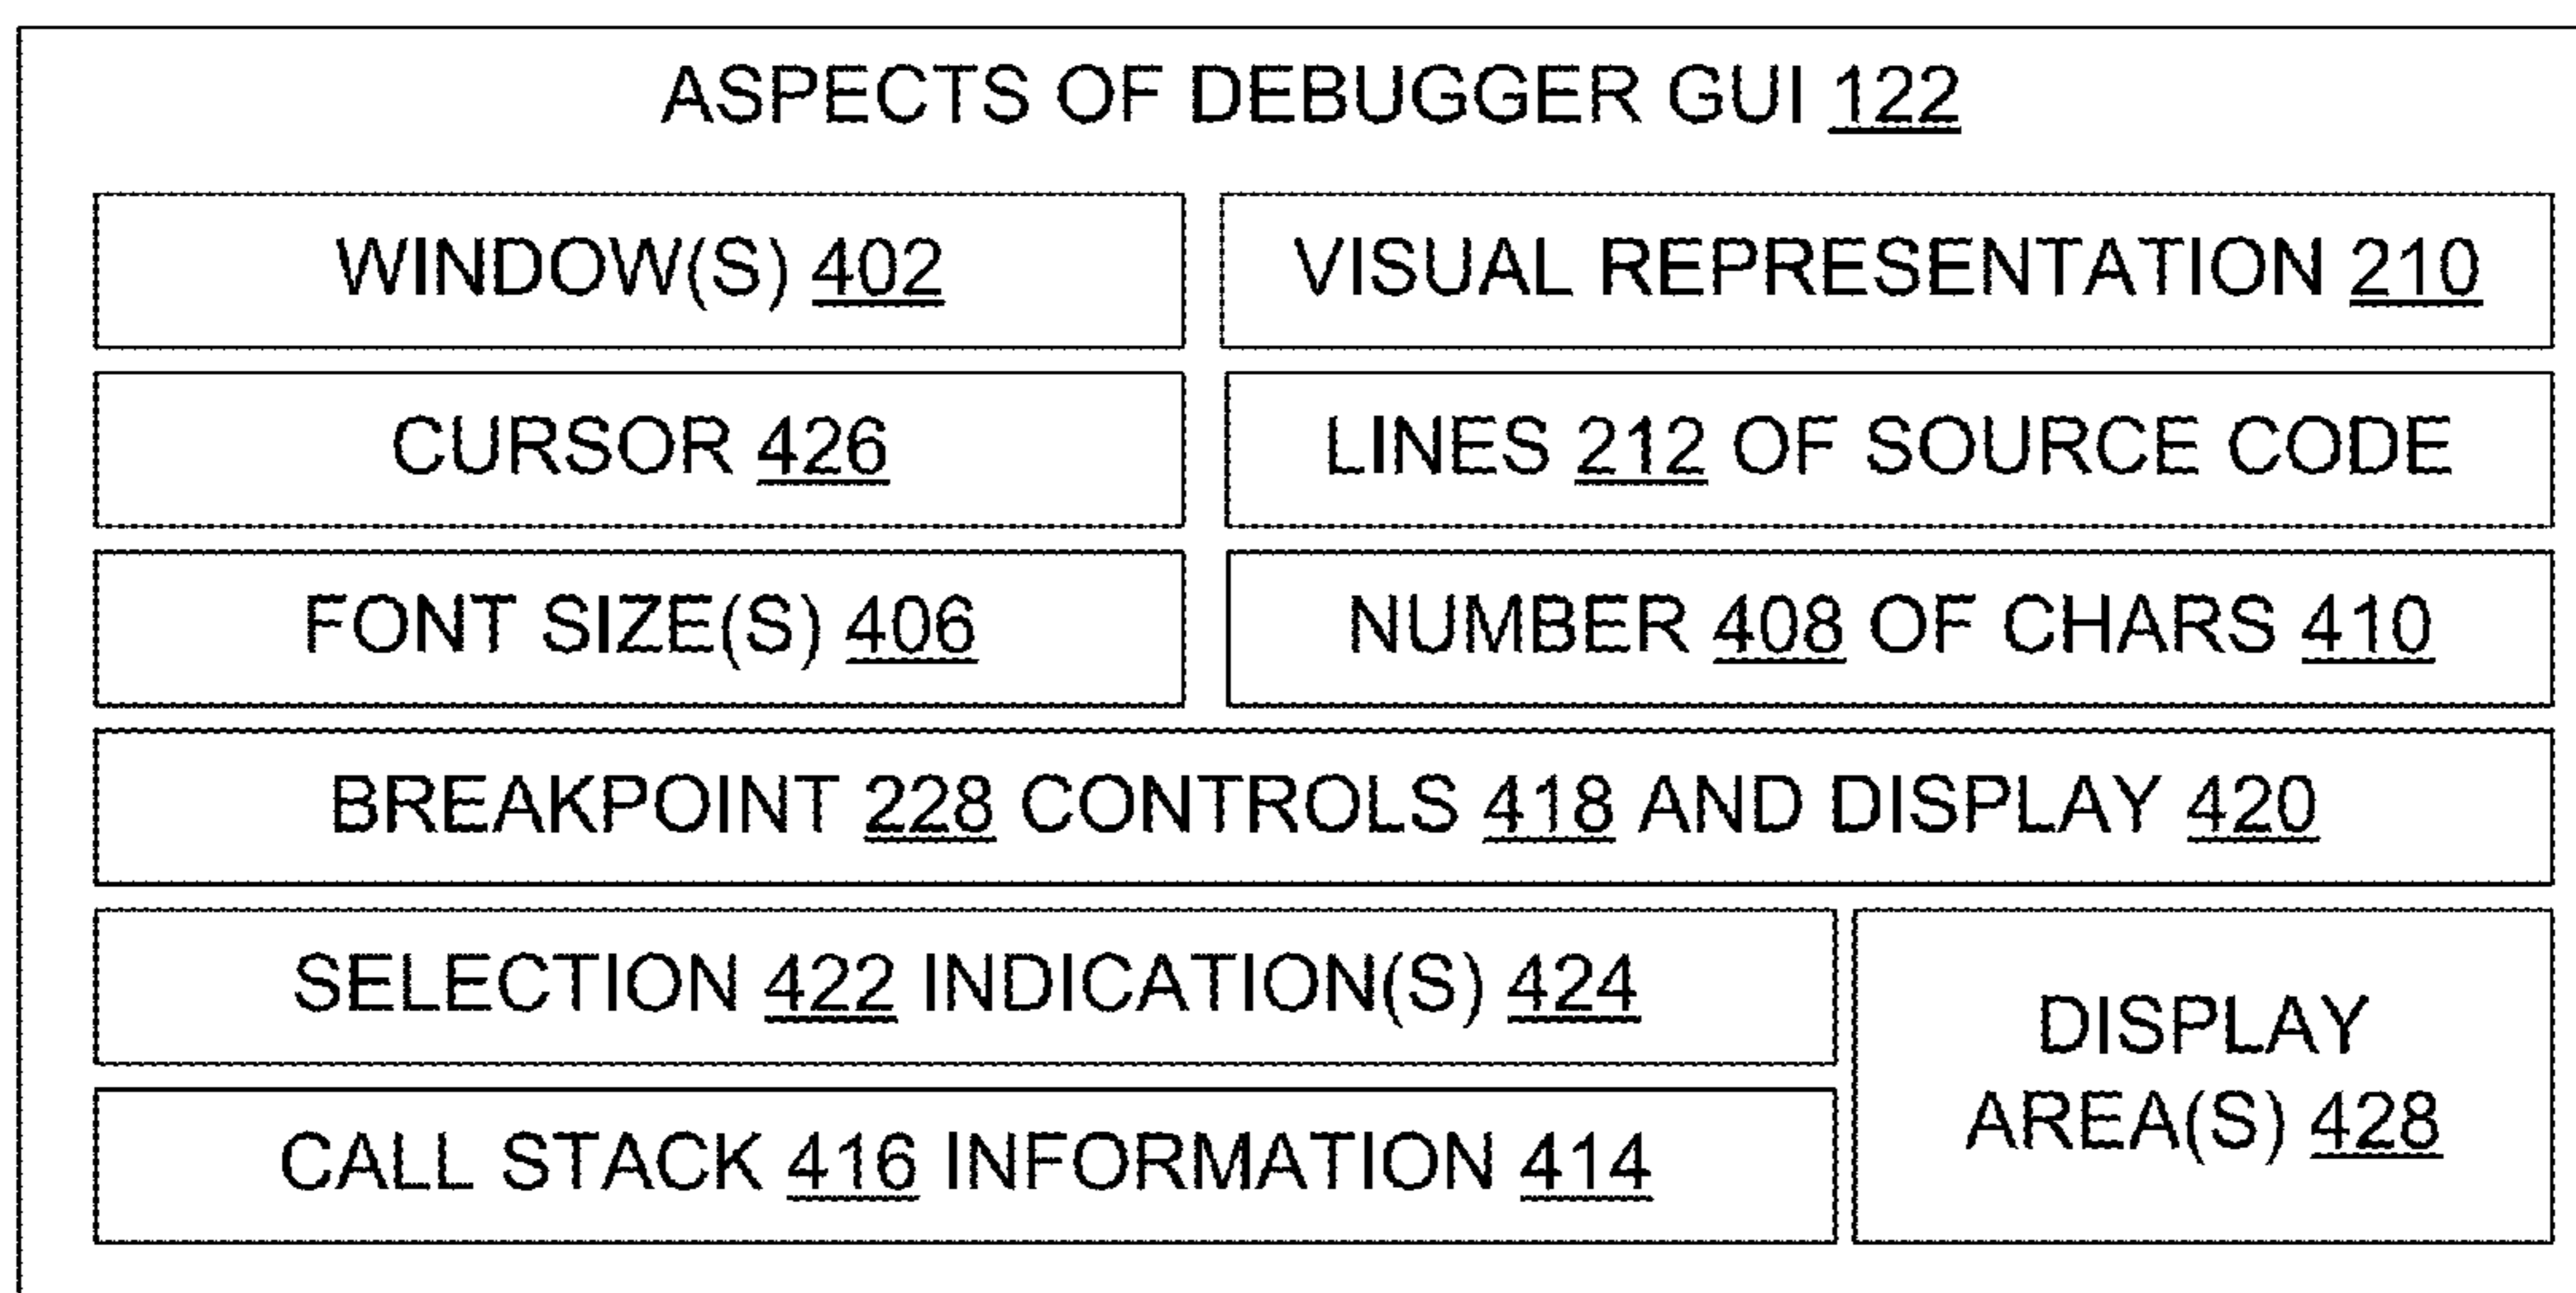 ASPECTS OF DEBUGGER GUI 122
WINDOW(S) 402
VISUAL REPRESENTATION 210
CURSOR 426
LINES 212 OF SOURCE CODE
FONT SIZE(S) 406
NUMBER 408 OF CHARS 410
BREAKPOINT 228 CONTROLS 418 AND DISPLAY 420
SELECTION 422 INDICATION(S) 424
CALL STACK 416 INFORMATION 414
DISPLAY
AREA(S) 428